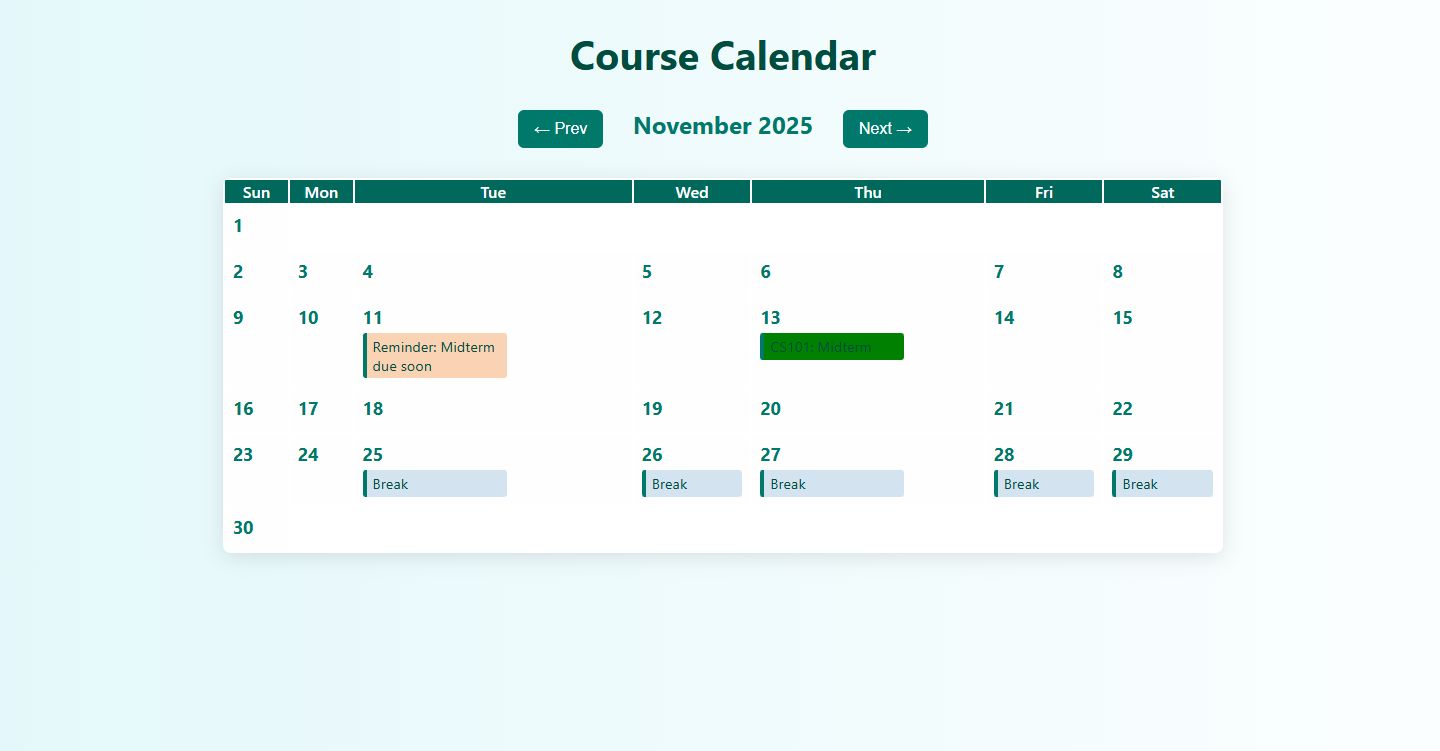 Course Calendar
← Prev November 2025 Next →
Sun Mon Tue Wed Thu Fri Sat
1
2 3 4 5 6 7 8
9 10 11 12 13 14 15
Reminder: Midterm CS101: Midterm
due soon
16 17 18 19 20 21 22
23 24 25 26 27 28 29
Break Break Break Break Break
30